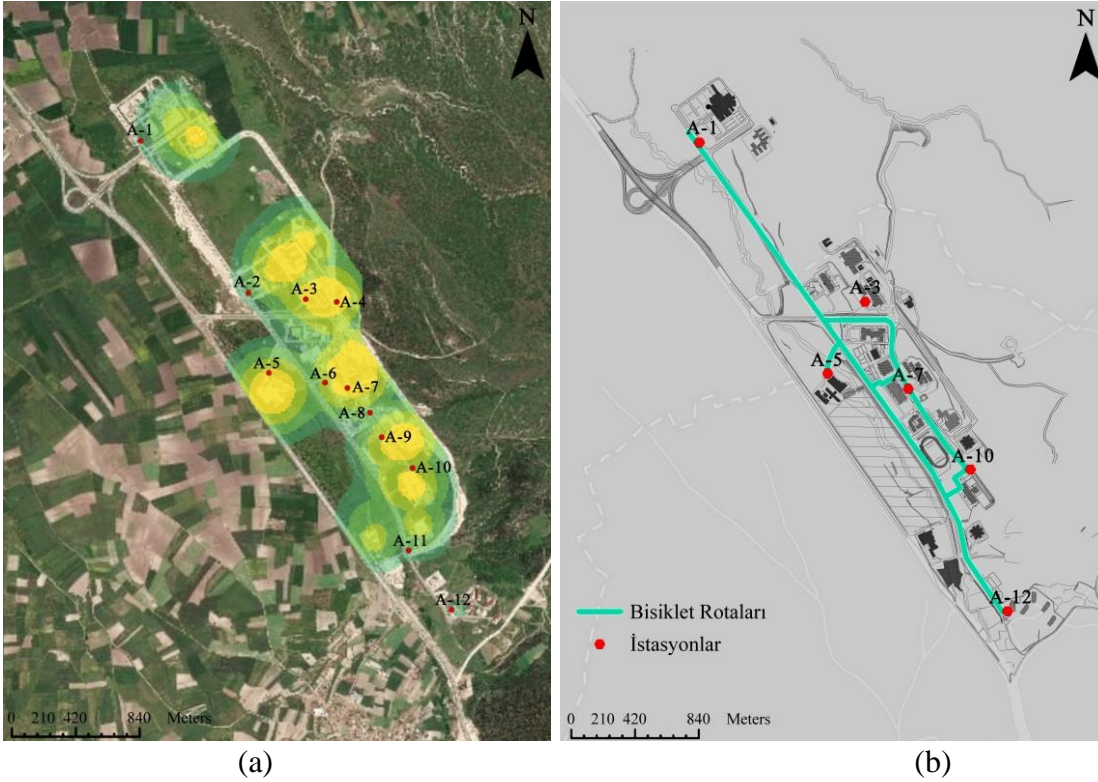 N
A-1
A-2
A-3
A-4
A-5
A-6
A-7
A-8
A-9
A-10
A-11
A-12
0 210 420 840 Meters
(a)
N
A-1
A-3
A-5
A-7
A-10
A-12
Bisiklet Rotaları
İstasyonlar
0 210 420 840 Meters
(b)